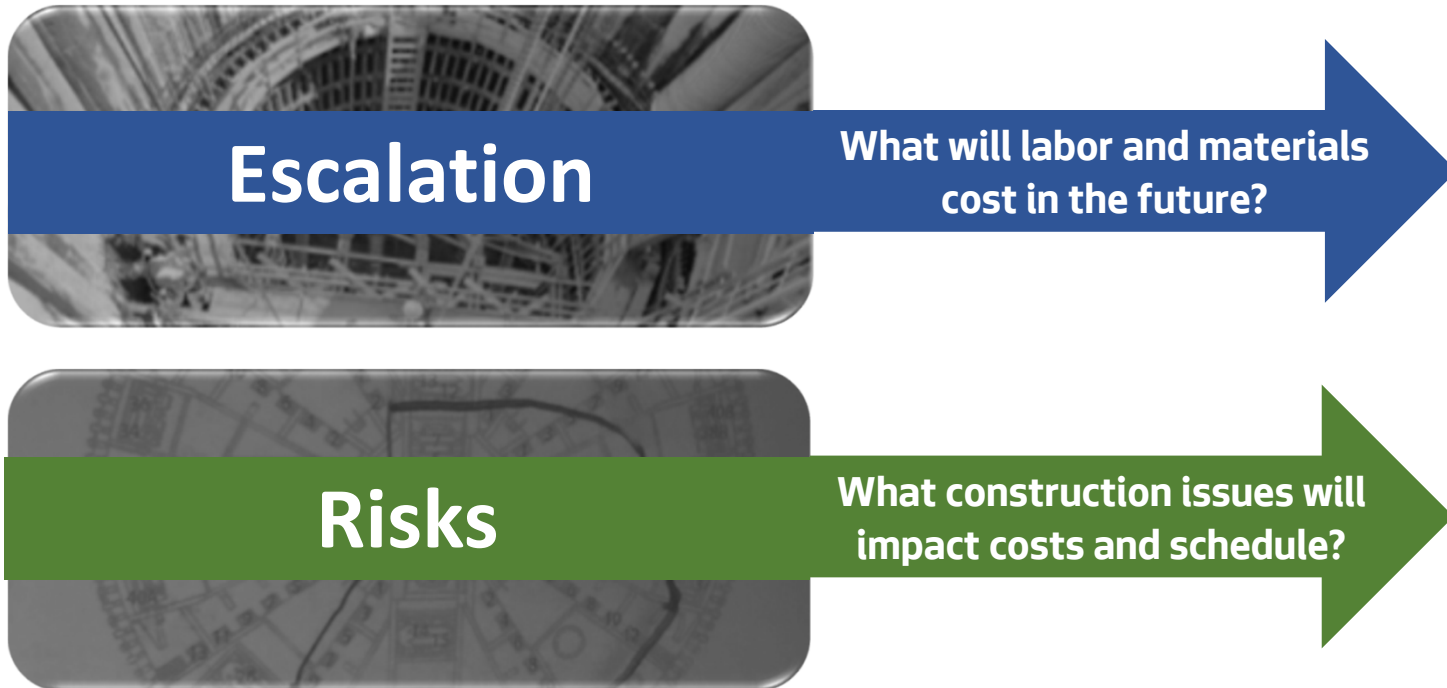 Escalation
What will labor and materials
cost in the future?
Risks
What construction issues will
impact costs and schedule?